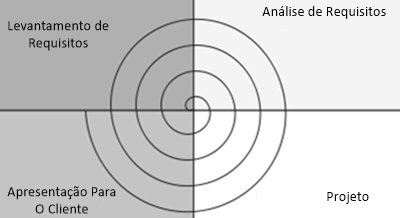 Levantamento de
Requisitos
Análise de Requisitos
Apresentação Para
O Cliente
Projeto